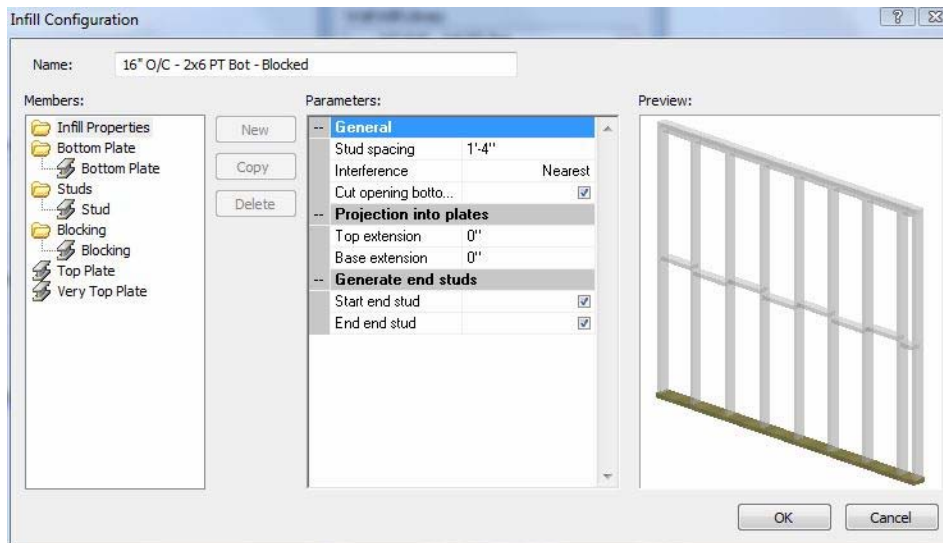 Infill Configuration
Name: 16" O/C - 2x6 PT Bot - Blocked
Members:
Infill Properties
Bottom Plate
Bottom Plate
Studs
Stud
Blocking
Blocking
Top Plate
Very Top Plate
New
Copy
Delete
Parameters:
-- General
Stud spacing 1'-4"
Interference Nearest
Cut opening botto...
-- Projection into plates
Top extension 0"
Base extension 0"
-- Generate end studs
Start end stud
End end stud
Preview:
OK Cancel